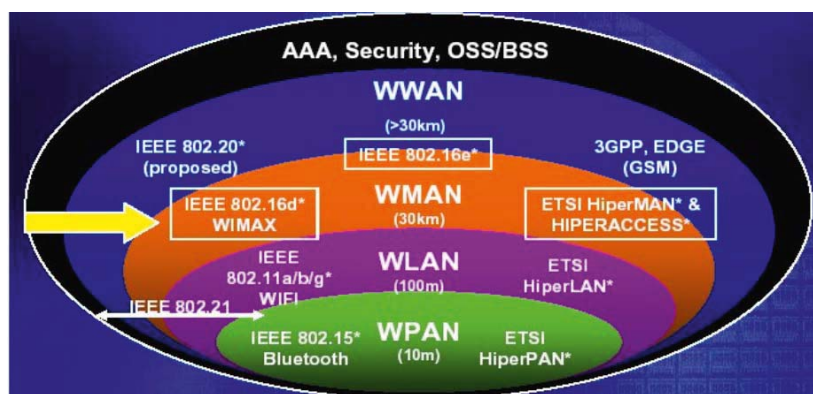 AAA, Security, OSS/BSS
WWAN
(>30km)
IEEE 802.20*
(proposed)
IEEE 802.16e*
3GPP, EDGE
(GSM)
IEEE 802.16d*
WIMAX
WMAN
(30km)
ETSI HiperMAN* &
HIPERACCESS*
IEEE
802.11a/b/g*
WIFI
WLAN
(100m)
ETSI
HiperLAN*
IEEE 802.21
IEEE 802.15*
Bluetooth
WPAN
(10m)
ETSI
HiperPAN*